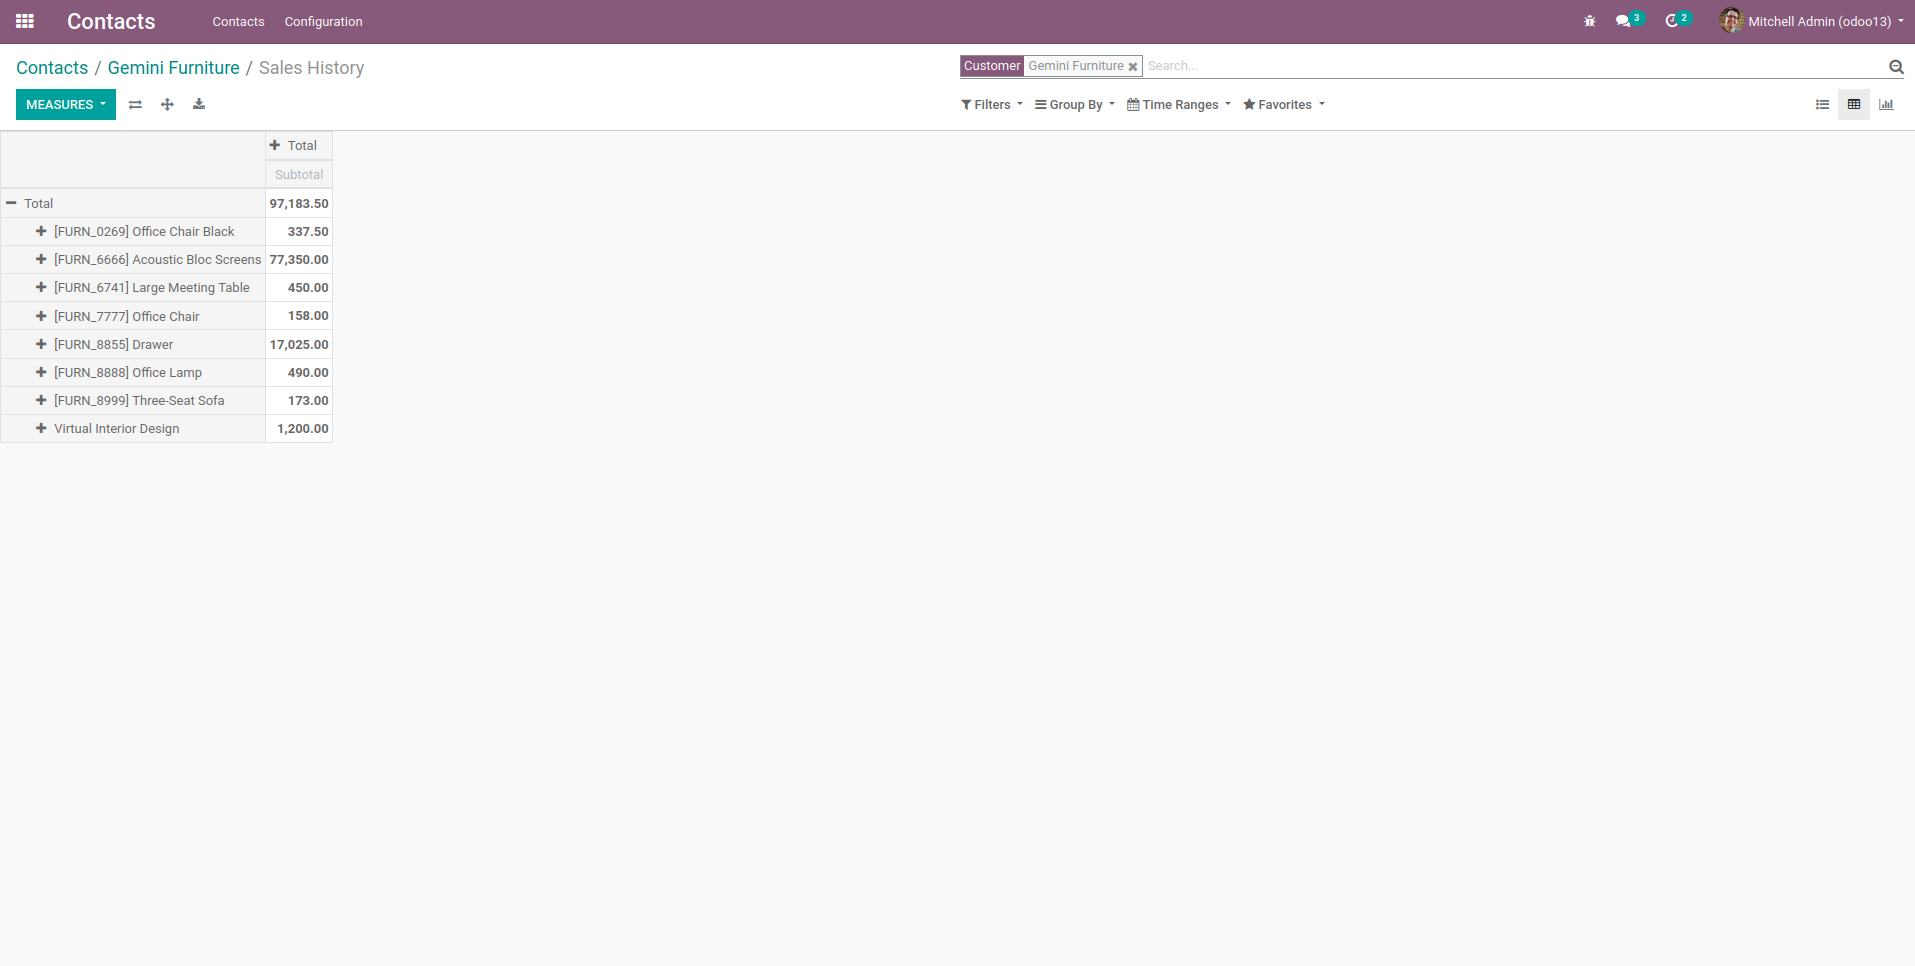 Contacts Contacts Configuration 3 2 Mitchell Admin (odoo13)
Contacts / Gemini Furniture / Sales History
Customer Gemini Furniture Search...
MEASURES
Filters Group By Time Ranges Favorites
Total
Subtotal
Total 97,183.50
[FURN_0269] Office Chair Black 337.50
[FURN_6666] Acoustic Bloc Screens 77,350.00
[FURN_6741] Large Meeting Table 450.00
[FURN_7777] Office Chair 158.00
[FURN_8855] Drawer 17,025.00
[FURN_8888] Office Lamp 490.00
[FURN_8999] Three-Seat Sofa 173.00
Virtual Interior Design 1,200.00